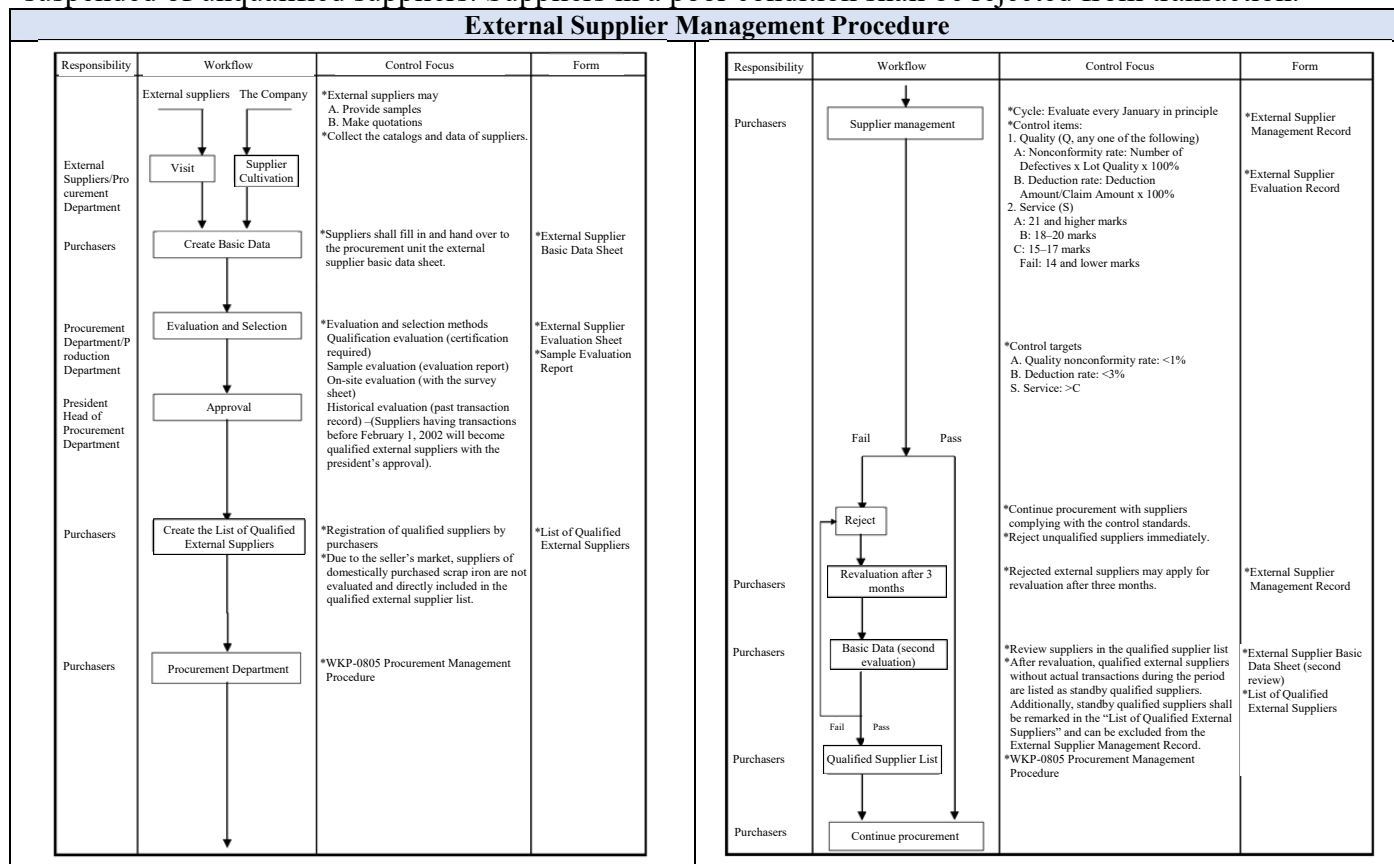 suspended or unqualified suppliers. Suppliers in a poor condition shall be rejected from transaction.
External Supplier Management Procedure
Responsibility
Workflow
Control Focus
Form
External suppliers
The Company
*External suppliers may
A. Provide samples
B. Make quotations
*Collect the catalogs and data of suppliers.
External
Suppliers/Pro
curement
Department
Visit
Supplier
Cultivation
Purchasers
Create Basic Data
*Suppliers shall fill in and hand over to
the procurement unit the external
supplier basic data sheet.
*External Supplier
Basic Data Sheet
Procurement
Department/P
roduction
Department
Evaluation and Selection
*Evaluation and selection methods
Qualification evaluation (certification
required)
Sample evaluation (evaluation report)
On-site evaluation (with the survey
sheet)
Historical evaluation (past transaction
record) –(Suppliers having transactions
before February 1, 2002 will become
qualified external suppliers with the
president's approval).
*External Supplier
Evaluation Sheet
*Sample Evaluation
Report
President
Head of
Procurement
Department
Approval
Purchasers
Create the List of Qualified
External Suppliers
*Registration of qualified suppliers by
purchasers
*Due to the seller's market, suppliers of
domestically purchased scrap iron are not
evaluated and directly included in the
qualified external supplier list.
*List of Qualified
External Suppliers
Purchasers
Procurement Department
*WKP-0805 Procurement Management
Procedure
Responsibility
Workflow
Control Focus
Form
Purchasers
Supplier management
*Cycle: Evaluate every January in principle
*Control items:
1. Quality (Q, any one of the following)
A: Nonconformity rate: Number of
Defectives x Lot Quality x 100%
B. Deduction rate: Deduction
Amount/Claim Amount x 100%
2. Service (S)
A: 21 and higher marks
B: 18–20 marks
C: 15–17 marks
Fail: 14 and lower marks
*External Supplier
Management Record
*External Supplier
Evaluation Record
*Control targets
A. Quality nonconformity rate: <1%
B. Deduction rate: <3%
S. Service: >C
Fail
Pass
Reject
*Continue procurement with suppliers
complying with the control standards.
*Reject unqualified suppliers immediately.
Purchasers
Revaluation after 3
months
*Rejected external suppliers may apply for
revaluation after three months.
*External Supplier
Management Record
Purchasers
Basic Data (second
evaluation)
*Review suppliers in the qualified supplier list
*After revaluation, qualified external suppliers
without actual transactions during the period
are listed as standby qualified suppliers.
Additionally, standby qualified suppliers shall
be remarked in the "List of Qualified External
Suppliers" and can be excluded from the
External Supplier Management Record.
*WKP-0805 Procurement Management
Procedure
*External Supplier Basic
Data Sheet (second
review)
*List of Qualified
External Suppliers
Fail
Pass
Purchasers
Qualified Supplier List
Purchasers
Continue procurement